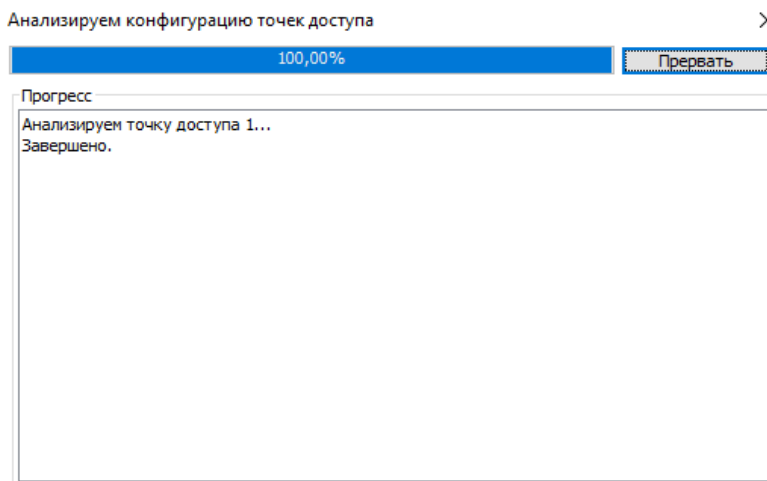 Анализируем конфигурацию точек доступа
100,00%
Прервать
Прогресс
Анализируем точку доступа 1...
Завершено.